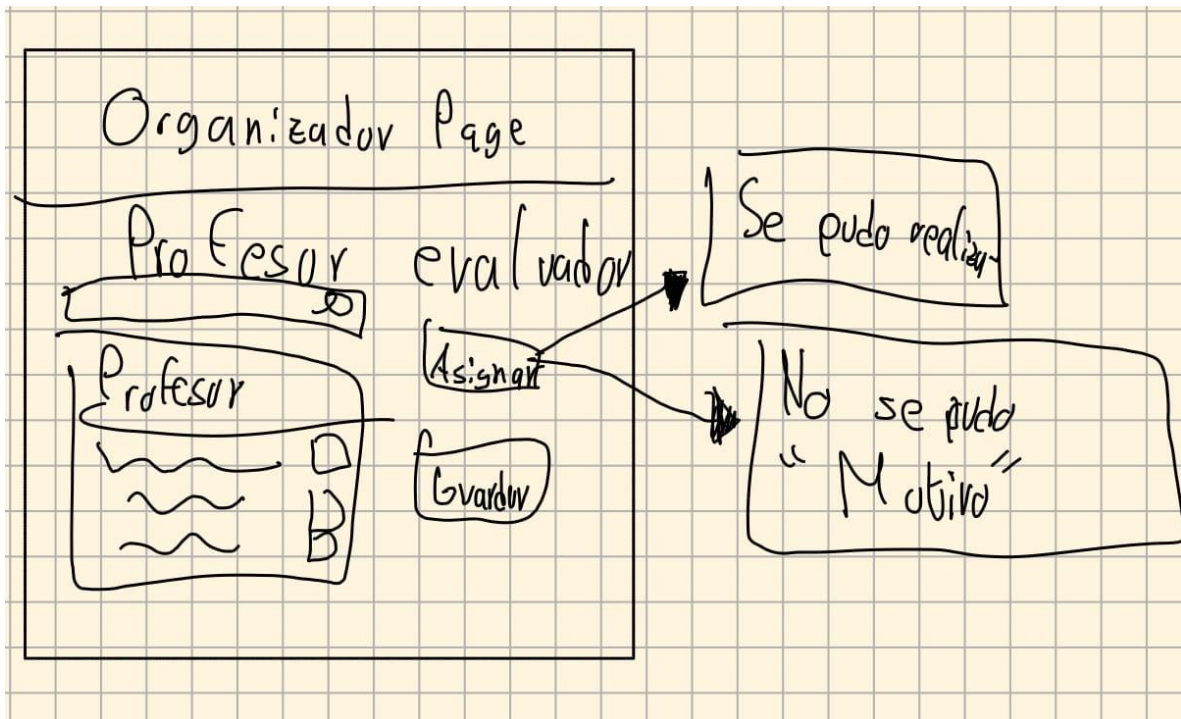 Organizador Page
Profesor evaluador
Profesor
Asignar
Guardar
Se pudo realizar
No se pudo
"Motivo"